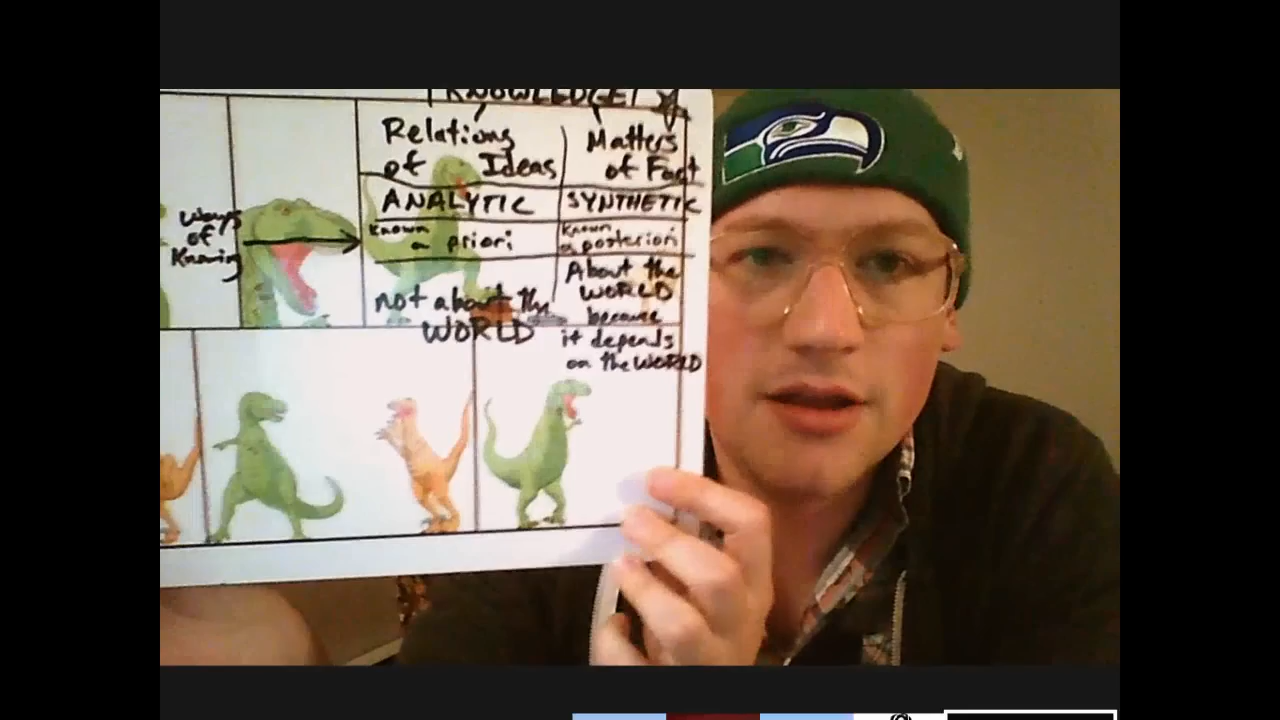 KNOWLEDGE!
Relations
of Ideas
Matters
of Fact
ANALYTIC
SYNTHETIC
Known
a priori
Known
a posteriori
Ways
of
Knowing
not about the
WORLD
About the
WORLD
because
it depends
on the WORLD